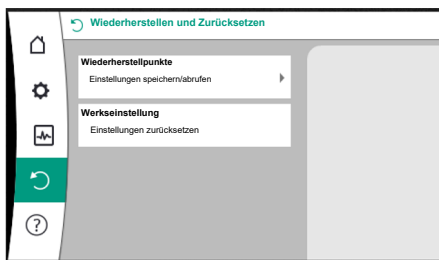 Wiederherstellen und Zurücksetzen
Wiederherstellpunkte
Einstellungen speichern/abrufen
Werkseinstellung
Einstellungen zurücksetzen